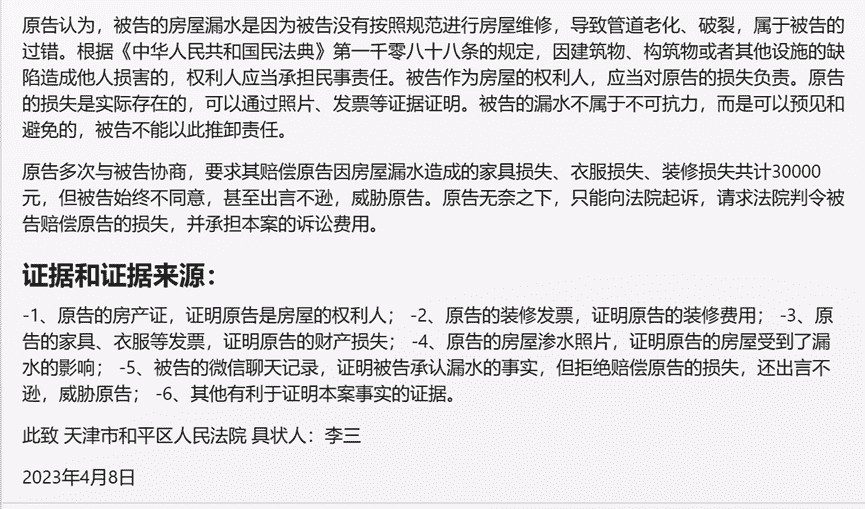 原告认为，被告的房屋漏水是因为被告没有按照规范进行房屋维修，导致管道老化、破裂，属于被告的
过错。根据《中华人民共和国民法典》第一千零八十八条的规定，因建筑物、构筑物或者其他设施的缺
陷造成他人损害的，权利人应当承担民事责任。被告作为房屋的权利人，应当对原告的损失负责。原告
的损失是实际存在的，可以通过照片、发票等证据证明。被告的漏水不属于不可抗力，而是可以预见和
避免的，被告不能以此推卸责任。
原告多次与被告协商，要求其赔偿原告因房屋漏水造成的家具损失、衣服损失、装修损失共计30000
元，但被告始终不同意，甚至出言不逊，威胁原告。原告无奈之下，只能向法院起诉，请求法院判令被
告赔偿原告的损失，并承担本案的诉讼费用。
证据和证据来源：
-1、原告的房产证，证明原告是房屋的权利人； -2、原告的装修发票，证明原告的装修费用； -3、原
告的家具、衣服等发票，证明原告的财产损失； -4、原告的房屋渗水照片，证明原告的房屋受到了漏
水的影响； -5、被告的微信聊天记录，证明被告承认漏水的事实，但拒绝赔偿原告的损失，还出言不
逊，威胁原告； -6、其他有利于证明本案事实的证据。
此致 天津市和平区人民法院 具状人：李三
2023年4月8日